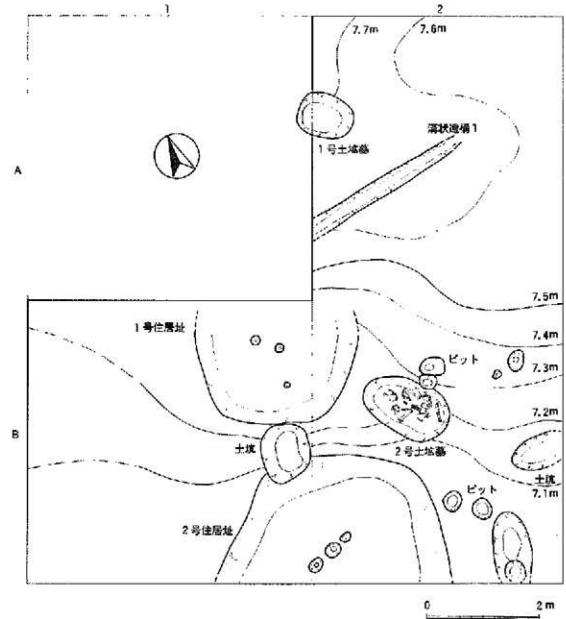 1
2
7.7m
7.6m
1号土壙墓
溝状遺構1
A
7.5m
1号住居址
7.4m
ピット
7.3m
7.2m
B
土坑
2号土壙墓
土坑
7.1m
ピット
2号住居址
0
2m